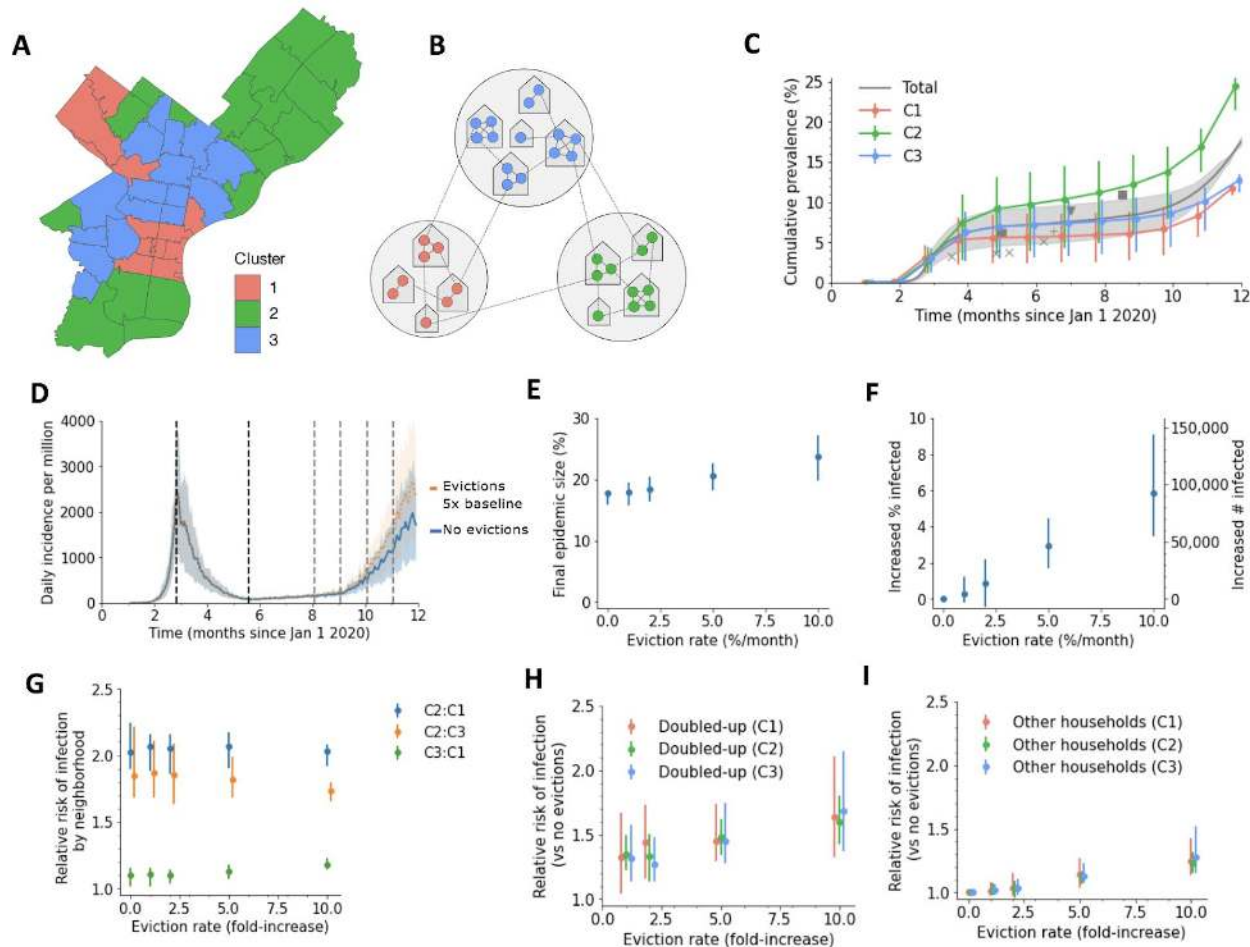 A
Cluster
1
2
3
B
C
Cumulative prevalence (%)
25
20
15
10
5
0
Total
C1
C2
C3
0 2 4 6 8 10 12
Time (months since Jan 1 2020)
D
Daily incidence per million
4000
3000
2000
1000
0
0 2 4 6 8 10 12
Time (months since Jan 1 2020)
Evictions
5x baseline
No evictions
E
Final epidemic size (%)
30
20
10
0
0.0 2.5 5.0 7.5 10.0
Eviction rate (%/month)
F
Increased % infected
10
8
6
4
2
0
150,000
100,000
50,000
0
Increased # infected
0.0 2.5 5.0 7.5 10.0
Eviction rate (%/month)
G
Relative risk of infection
by neighborhood
2.5
2.0
1.5
1.0
0.0 2.5 5.0 7.5 10.0
Eviction rate (fold-increase)
C2:C1
C2:C3
C3:C1
H
Relative risk of infection
(vs no evictions)
2.5
2.0
1.5
1.0
Doubled-up (C1)
Doubled-up (C2)
Doubled-up (C3)
0.0 2.5 5.0 7.5 10.0
Eviction rate (fold-increase)
I
Relative risk of infection
(vs no evictions)
2.5
2.0
1.5
1.0
Other households (C1)
Other households (C2)
Other households (C3)
0.0 2.5 5.0 7.5 10.0
Eviction rate (fold-increase)